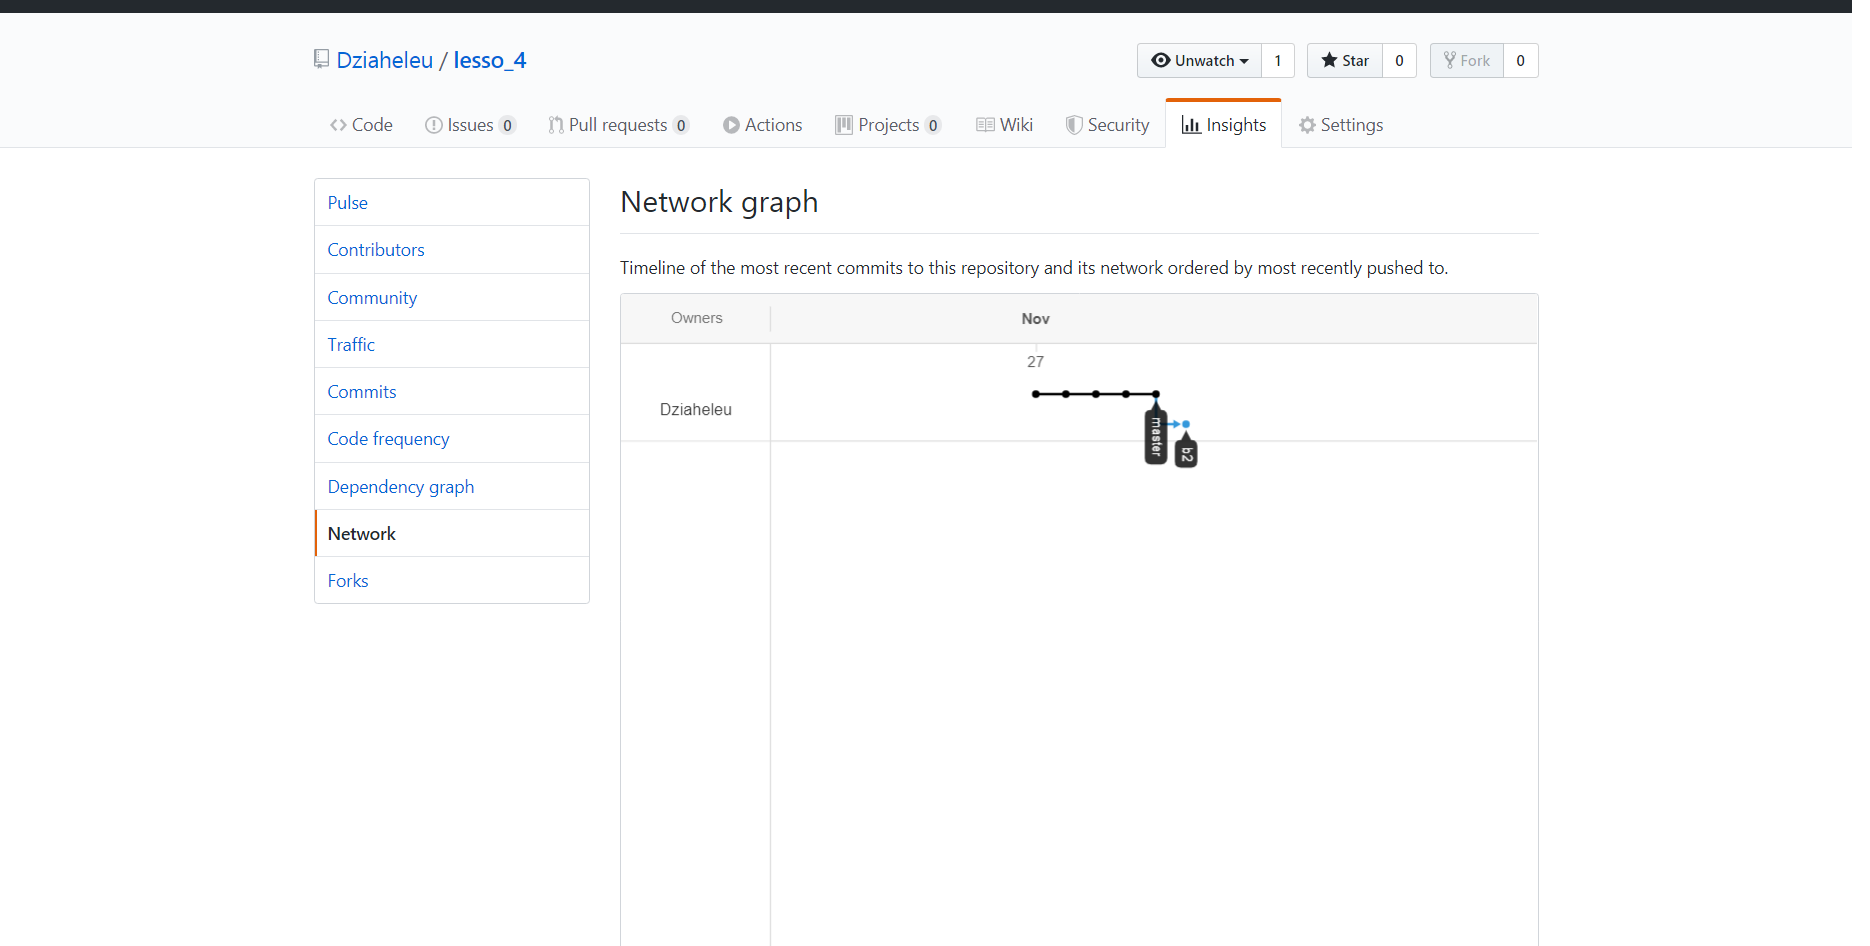 Dziaheleu / lesso_4
Unwatch 1 Star 0 Fork 0
Code Issues 0 Pull requests 0 Actions Projects 0 Wiki Security Insights Settings
Pulse
Contributors
Community
Traffic
Commits
Code frequency
Dependency graph
Network
Forks
Network graph
Timeline of the most recent commits to this repository and its network ordered by most recently pushed to.
Owners Nov
27
Dziaheleu
master
b2